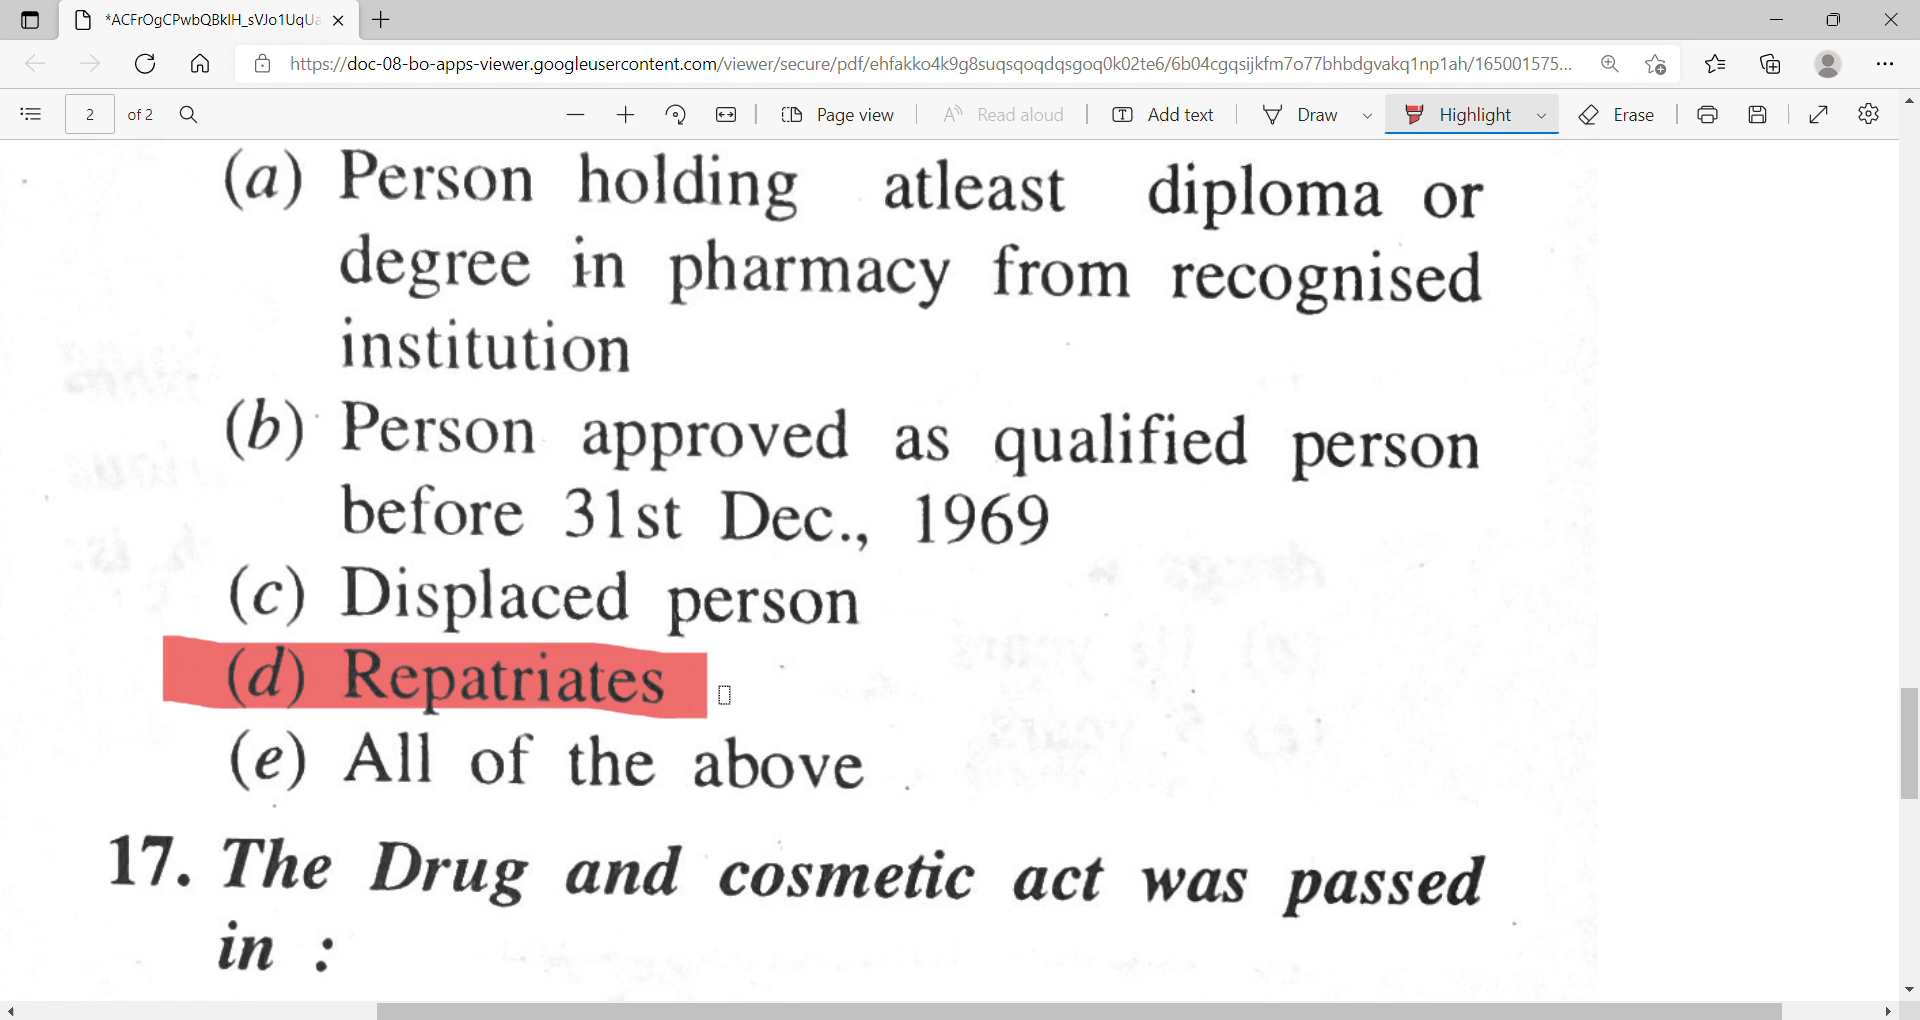 *ACFrOgCPwbQBkIH_sVJo1UqUa
https://doc-08-bo-apps-viewer.googleusercontent.com/viewer/secure/pdf/ehfakko4k9g8suqsqoqdqsgoq0k02te6/6b04cgqsijkfm7o77bhbdgvakq1np1ah/165001575...
2 of 2 Page view Read aloud Add text Draw Highlight Erase
(a) Person holding atleast diploma or
degree in pharmacy from recognised
institution
(b) Person approved as qualified person
before 31st Dec., 1969
(c) Displaced person
(d) Repatriates
(e) All of the above
17. The Drug and cosmetic act was passed
in :